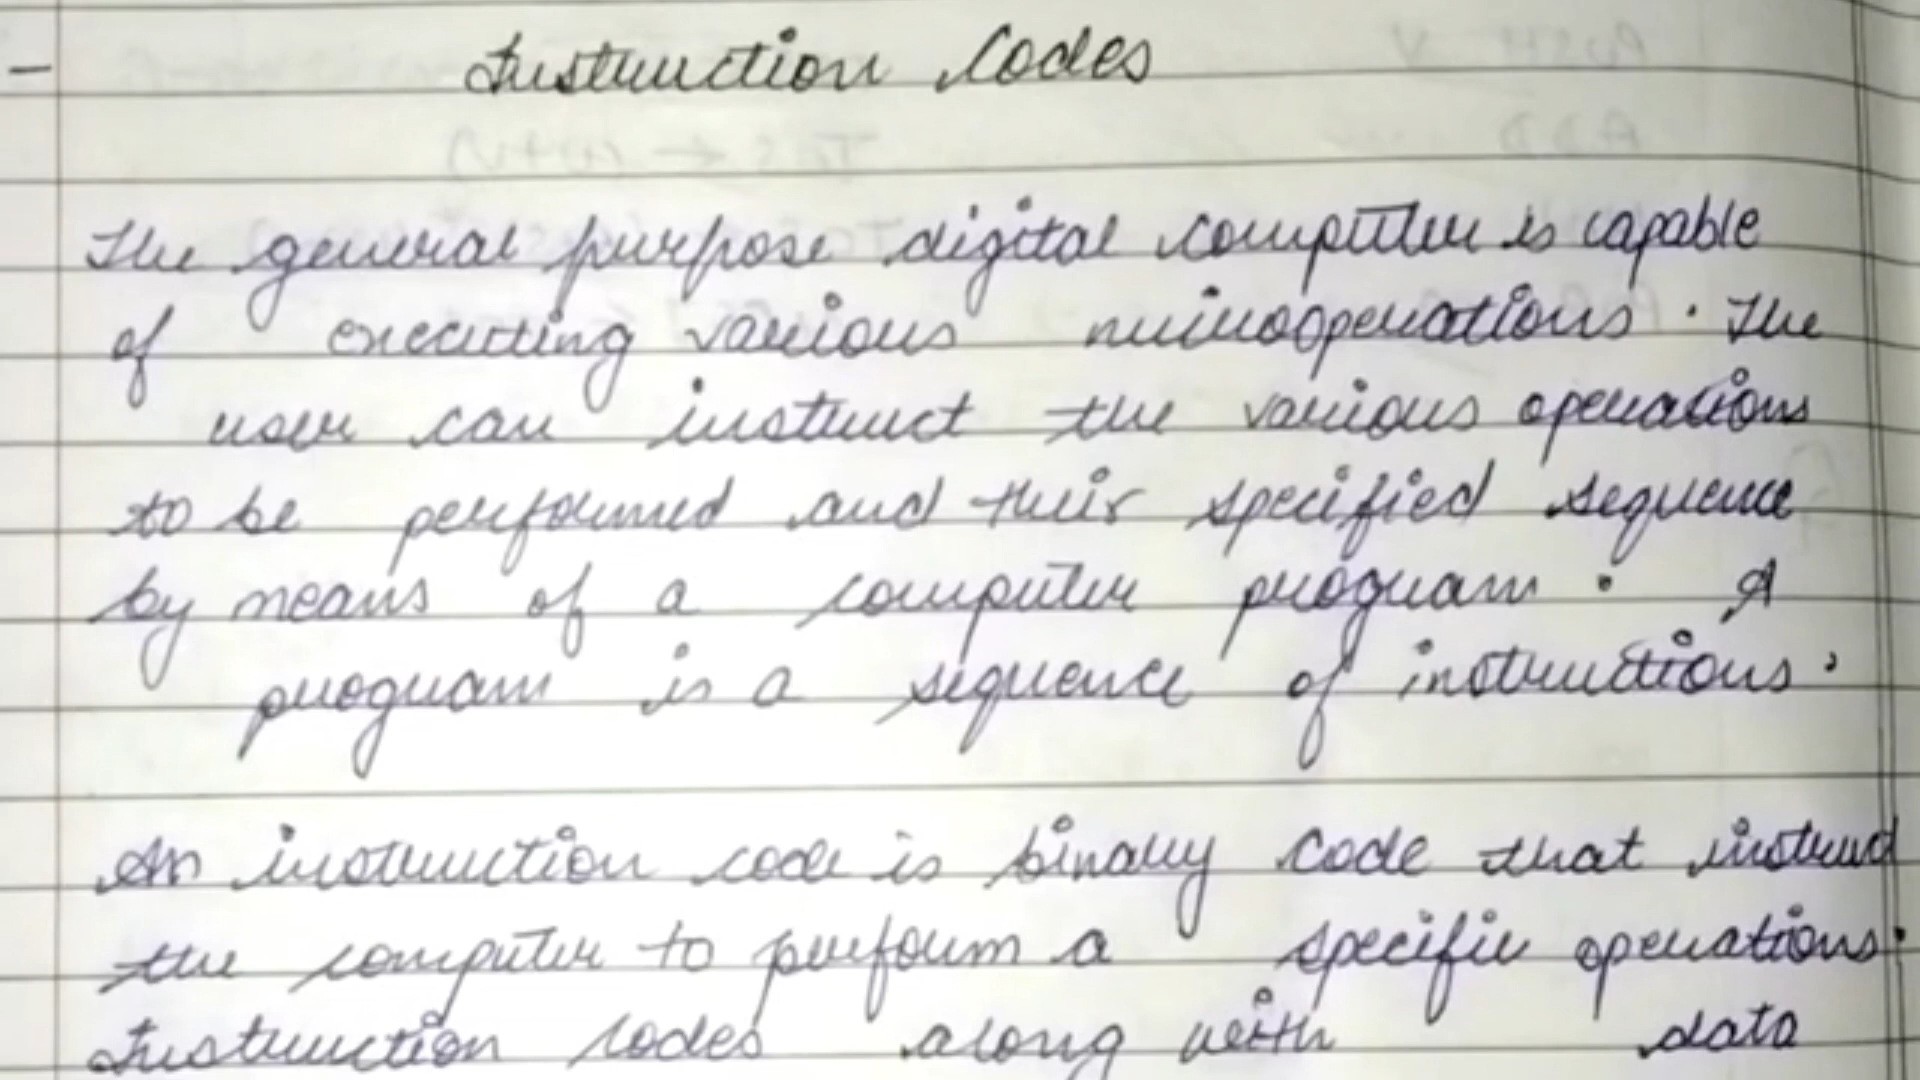 Instruction Codes
The general purpose digital computer is capable
of executing various microoperations. The
user can instruct the various operations
to be performed and their specified sequence
by means of a computer program. A
program is a sequence of instructions.
An instruction code is binary code that instruct
the computer to perform a specific operations.
Instruction codes along with data